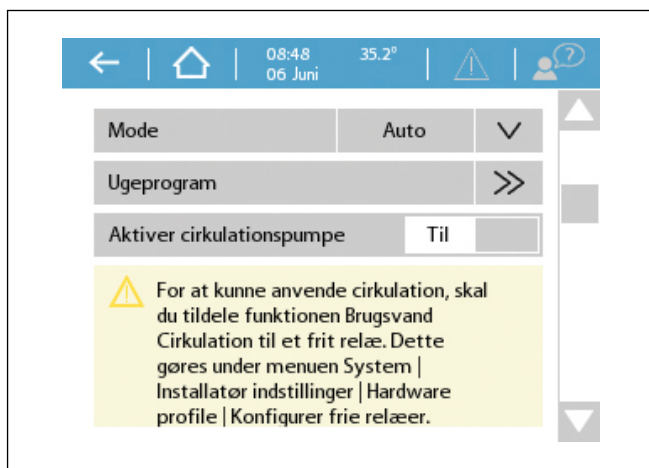 08:48 35.2°
06 Juni
?
Mode Auto
Ugeprogram
Aktiver cirkulationspumpe Til
For at kunne anvende cirkulation, skal
du tildele funktionen Brugsvand
Cirkulation til et frit relæ. Dette
gøres under menuen System |
Installatør indstillinger | Hardware
profile | Konfigurer frie relæer.